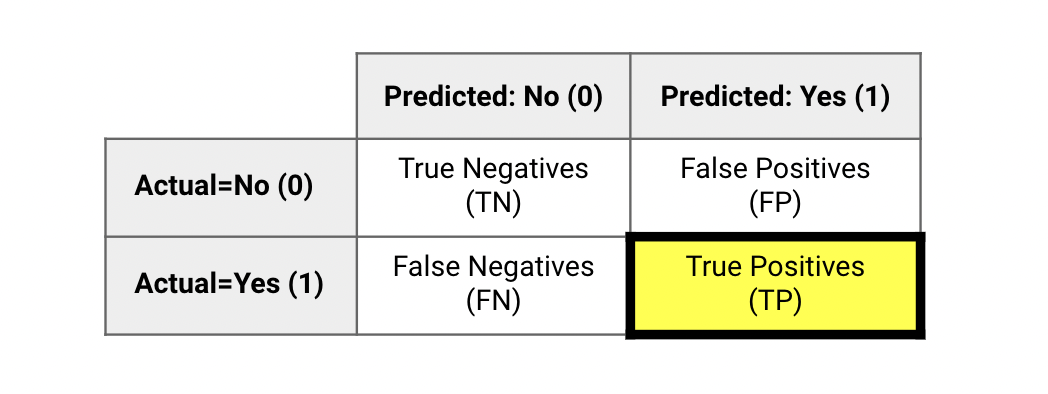 Predicted: No (0)
Predicted: Yes (1)
Actual=No (0)
True Negatives
(TN)
False Positives
(FP)
Actual=Yes (1)
False Negatives
(FN)
True Positives
(TP)